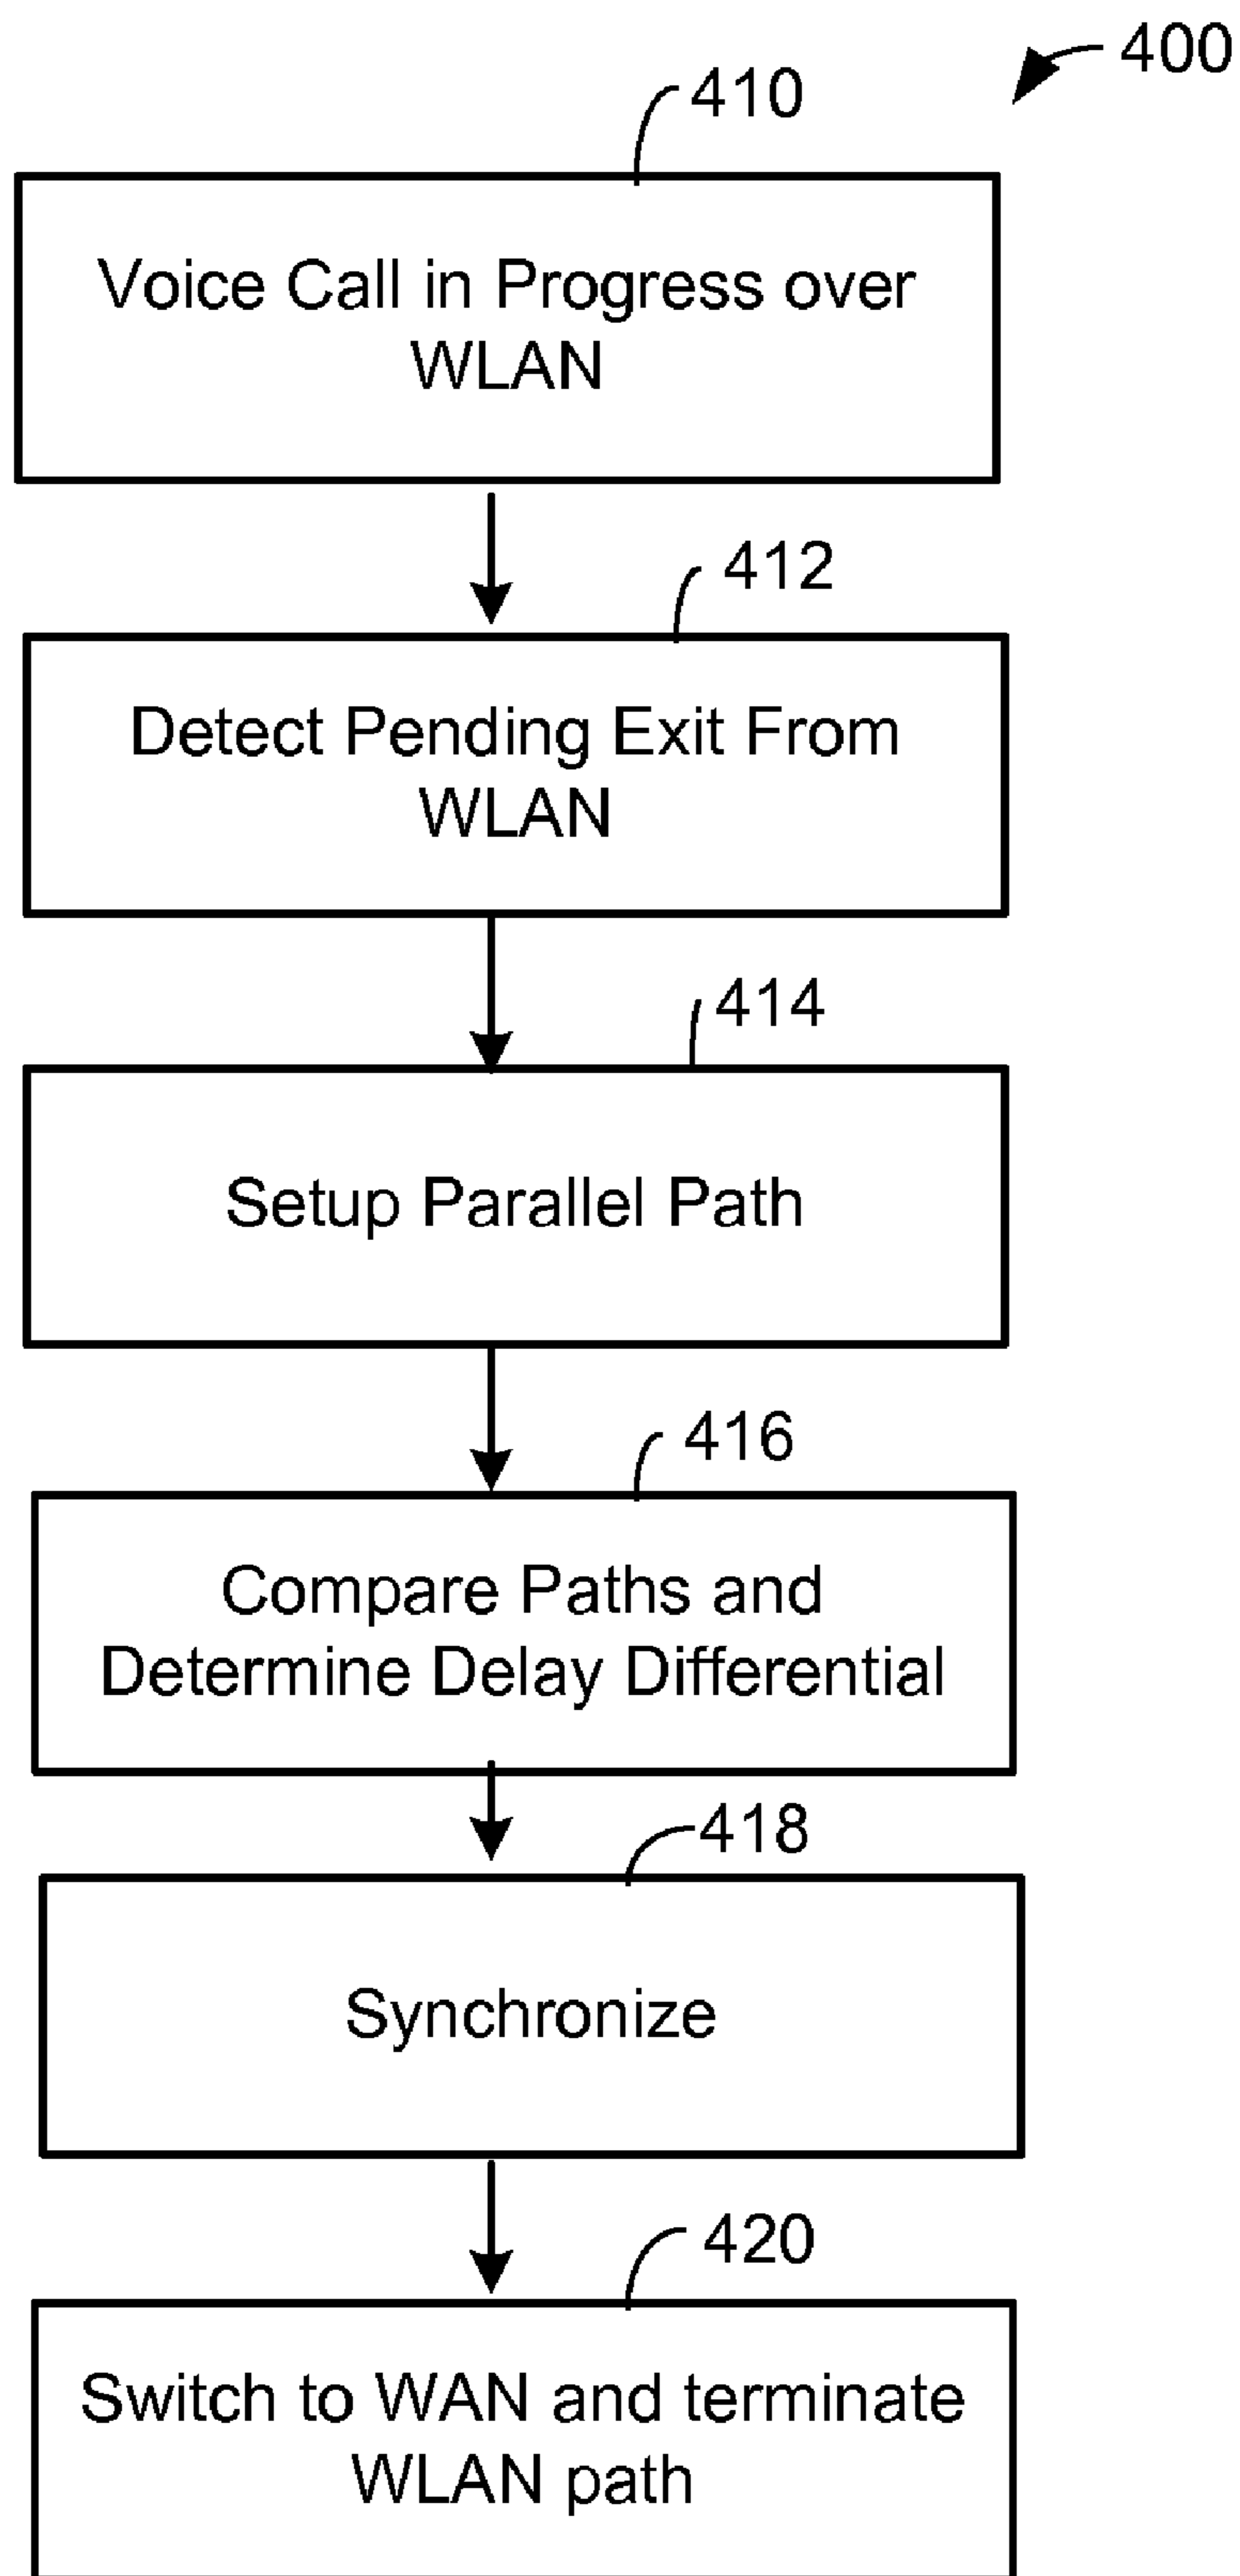 400
410
Voice Call in Progress over
WLAN
412
Detect Pending Exit From
WLAN
414
Setup Parallel Path
416
Compare Paths and
Determine Delay Differential
418
Synchronize
420
Switch to WAN and terminate
WLAN path